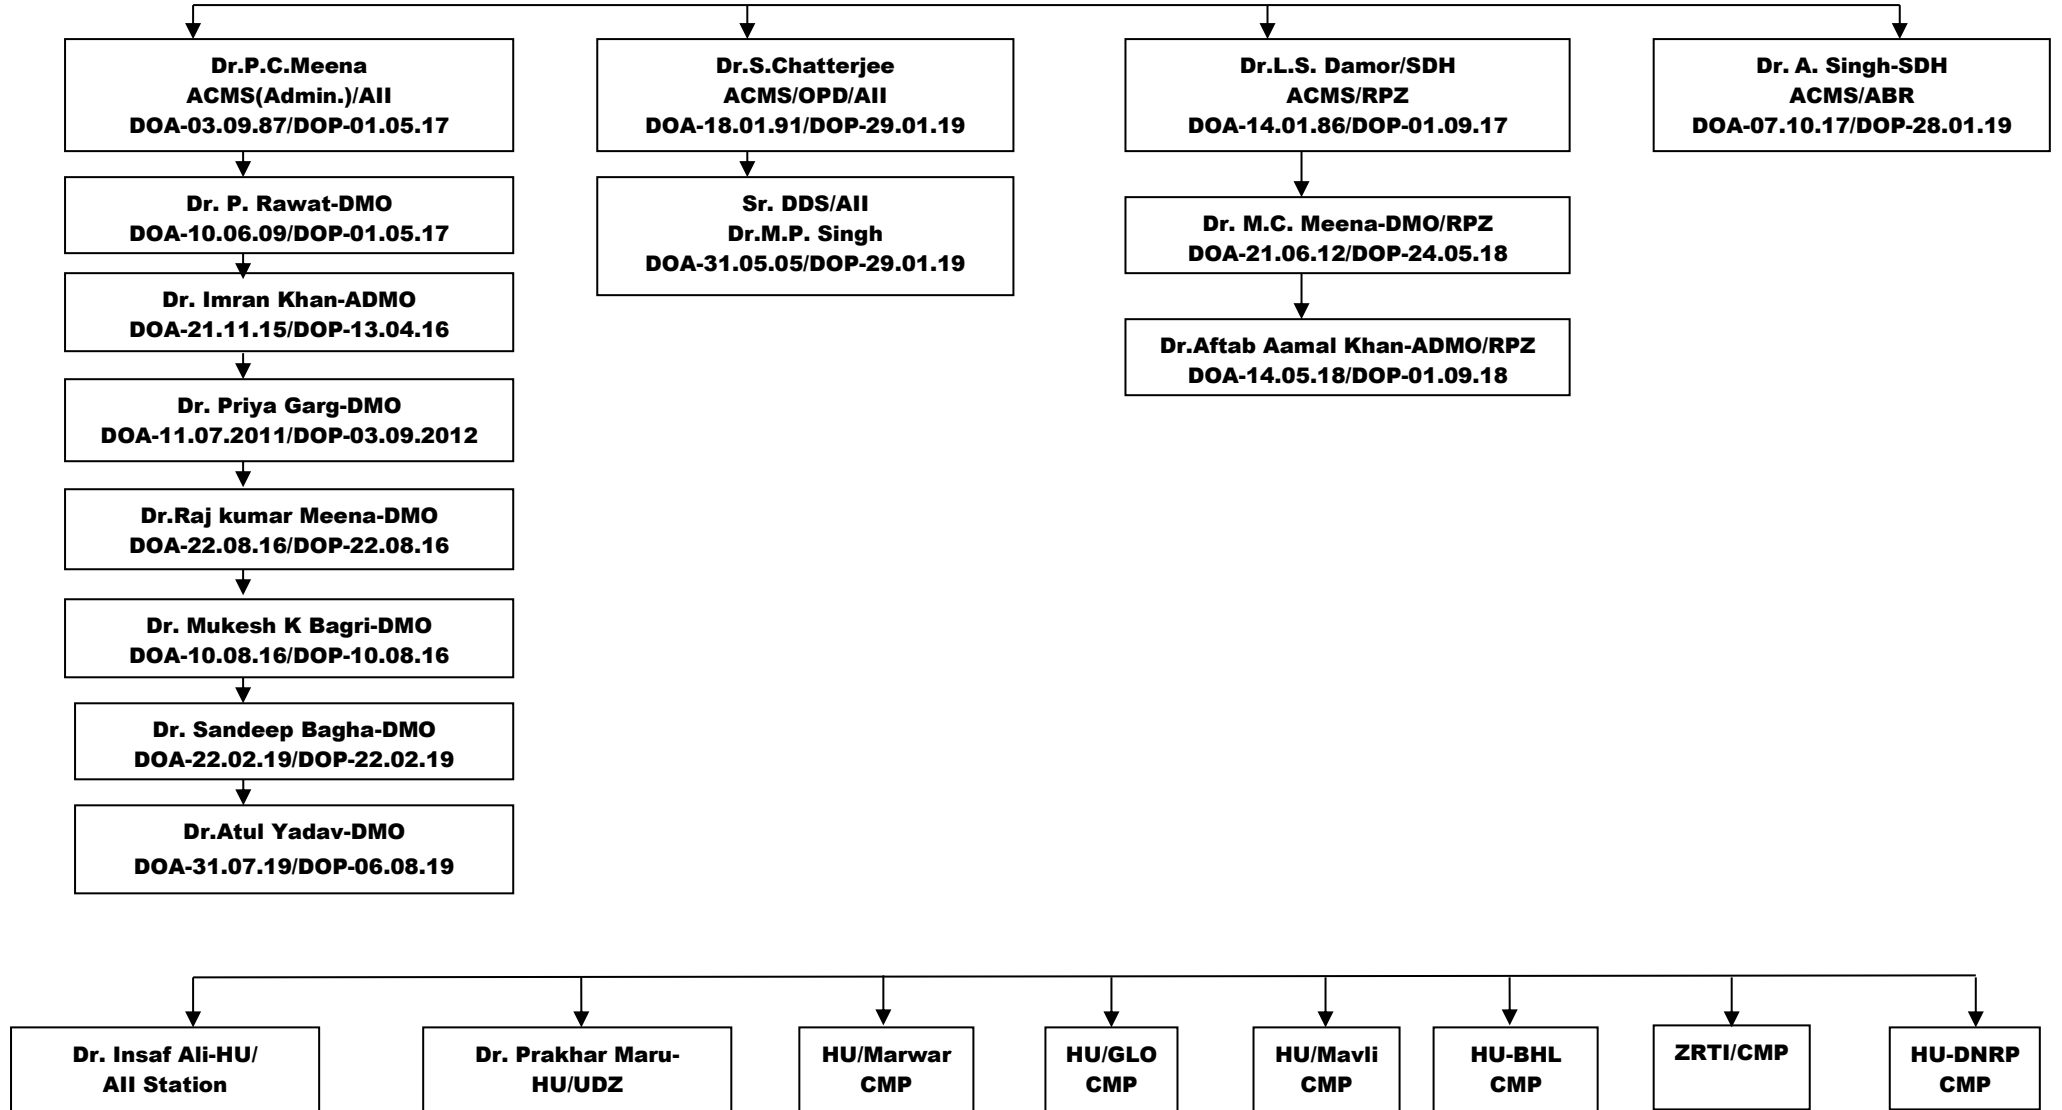 Dr.P.C.Meena
ACMS(Admin.)/AII
DOA-03.09.87/DOP-01.05.17
Dr. P. Rawat-DMO
DOA-10.06.09/DOP-01.05.17
Dr. Imran Khan-ADMO
DOA-21.11.15/DOP-13.04.16
Dr. Priya Garg-DMO
DOA-11.07.2011/DOP-03.09.2012
Dr.Raj kumar Meena-DMO
DOA-22.08.16/DOP-22.08.16
Dr. Mukesh K Bagri-DMO
DOA-10.08.16/DOP-10.08.16
Dr. Sandeep Bagha-DMO
DOA-22.02.19/DOP-22.02.19
Dr.Atul Yadav-DMO
DOA-31.07.19/DOP-06.08.19
Dr.S.Chatterjee
ACMS/OPD/AII
DOA-18.01.91/DOP-29.01.19
Sr. DDS/AII
Dr.M.P. Singh
DOA-31.05.05/DOP-29.01.19
Dr.L.S. Damor/SDH
ACMS/RPZ
DOA-14.01.86/DOP-01.09.17
Dr. M.C. Meena-DMO/RPZ
DOA-21.06.12/DOP-24.05.18
Dr.Aftab Aamal Khan-ADMO/RPZ
DOA-14.05.18/DOP-01.09.18
Dr. A. Singh-SDH
ACMS/ABR
DOA-07.10.17/DOP-28.01.19
Dr. Insaf Ali-HU/
AII Station
Dr. Prakhar Maru-
HU/UDZ
HU/Marwar
CMP
HU/GLO
CMP
HU/Mavli
CMP
HU-BHL
CMP
ZRTI/CMP
HU-DNRP
CMP